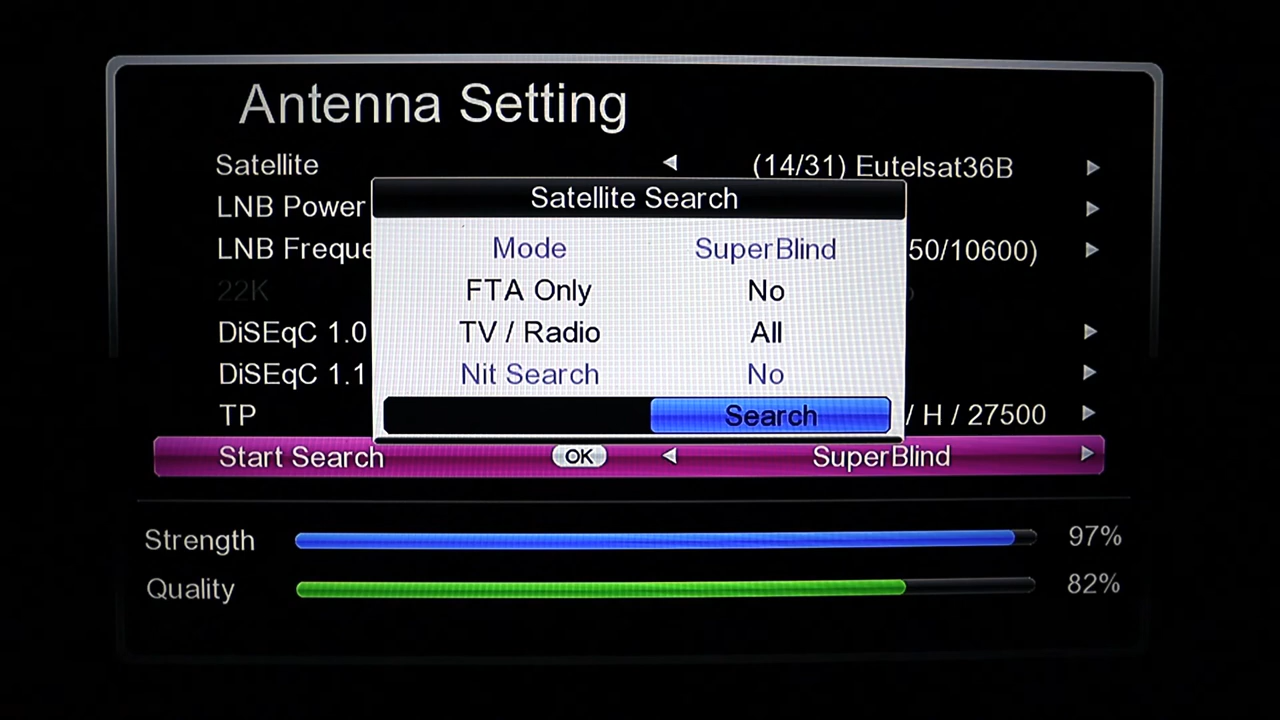 Antenna Setting
Satellite (14/31) Eutelsat36B
Satellite Search
LNB Power
LNB Freque 50/10600)
Mode SuperBlind
22K
FTA Only No
DiSEqC 1.0
TV / Radio All
DiSEqC 1.1
Nit Search No
TP / H / 27500
Search
Start Search OK SuperBlind
Strength 97%
Quality 82%